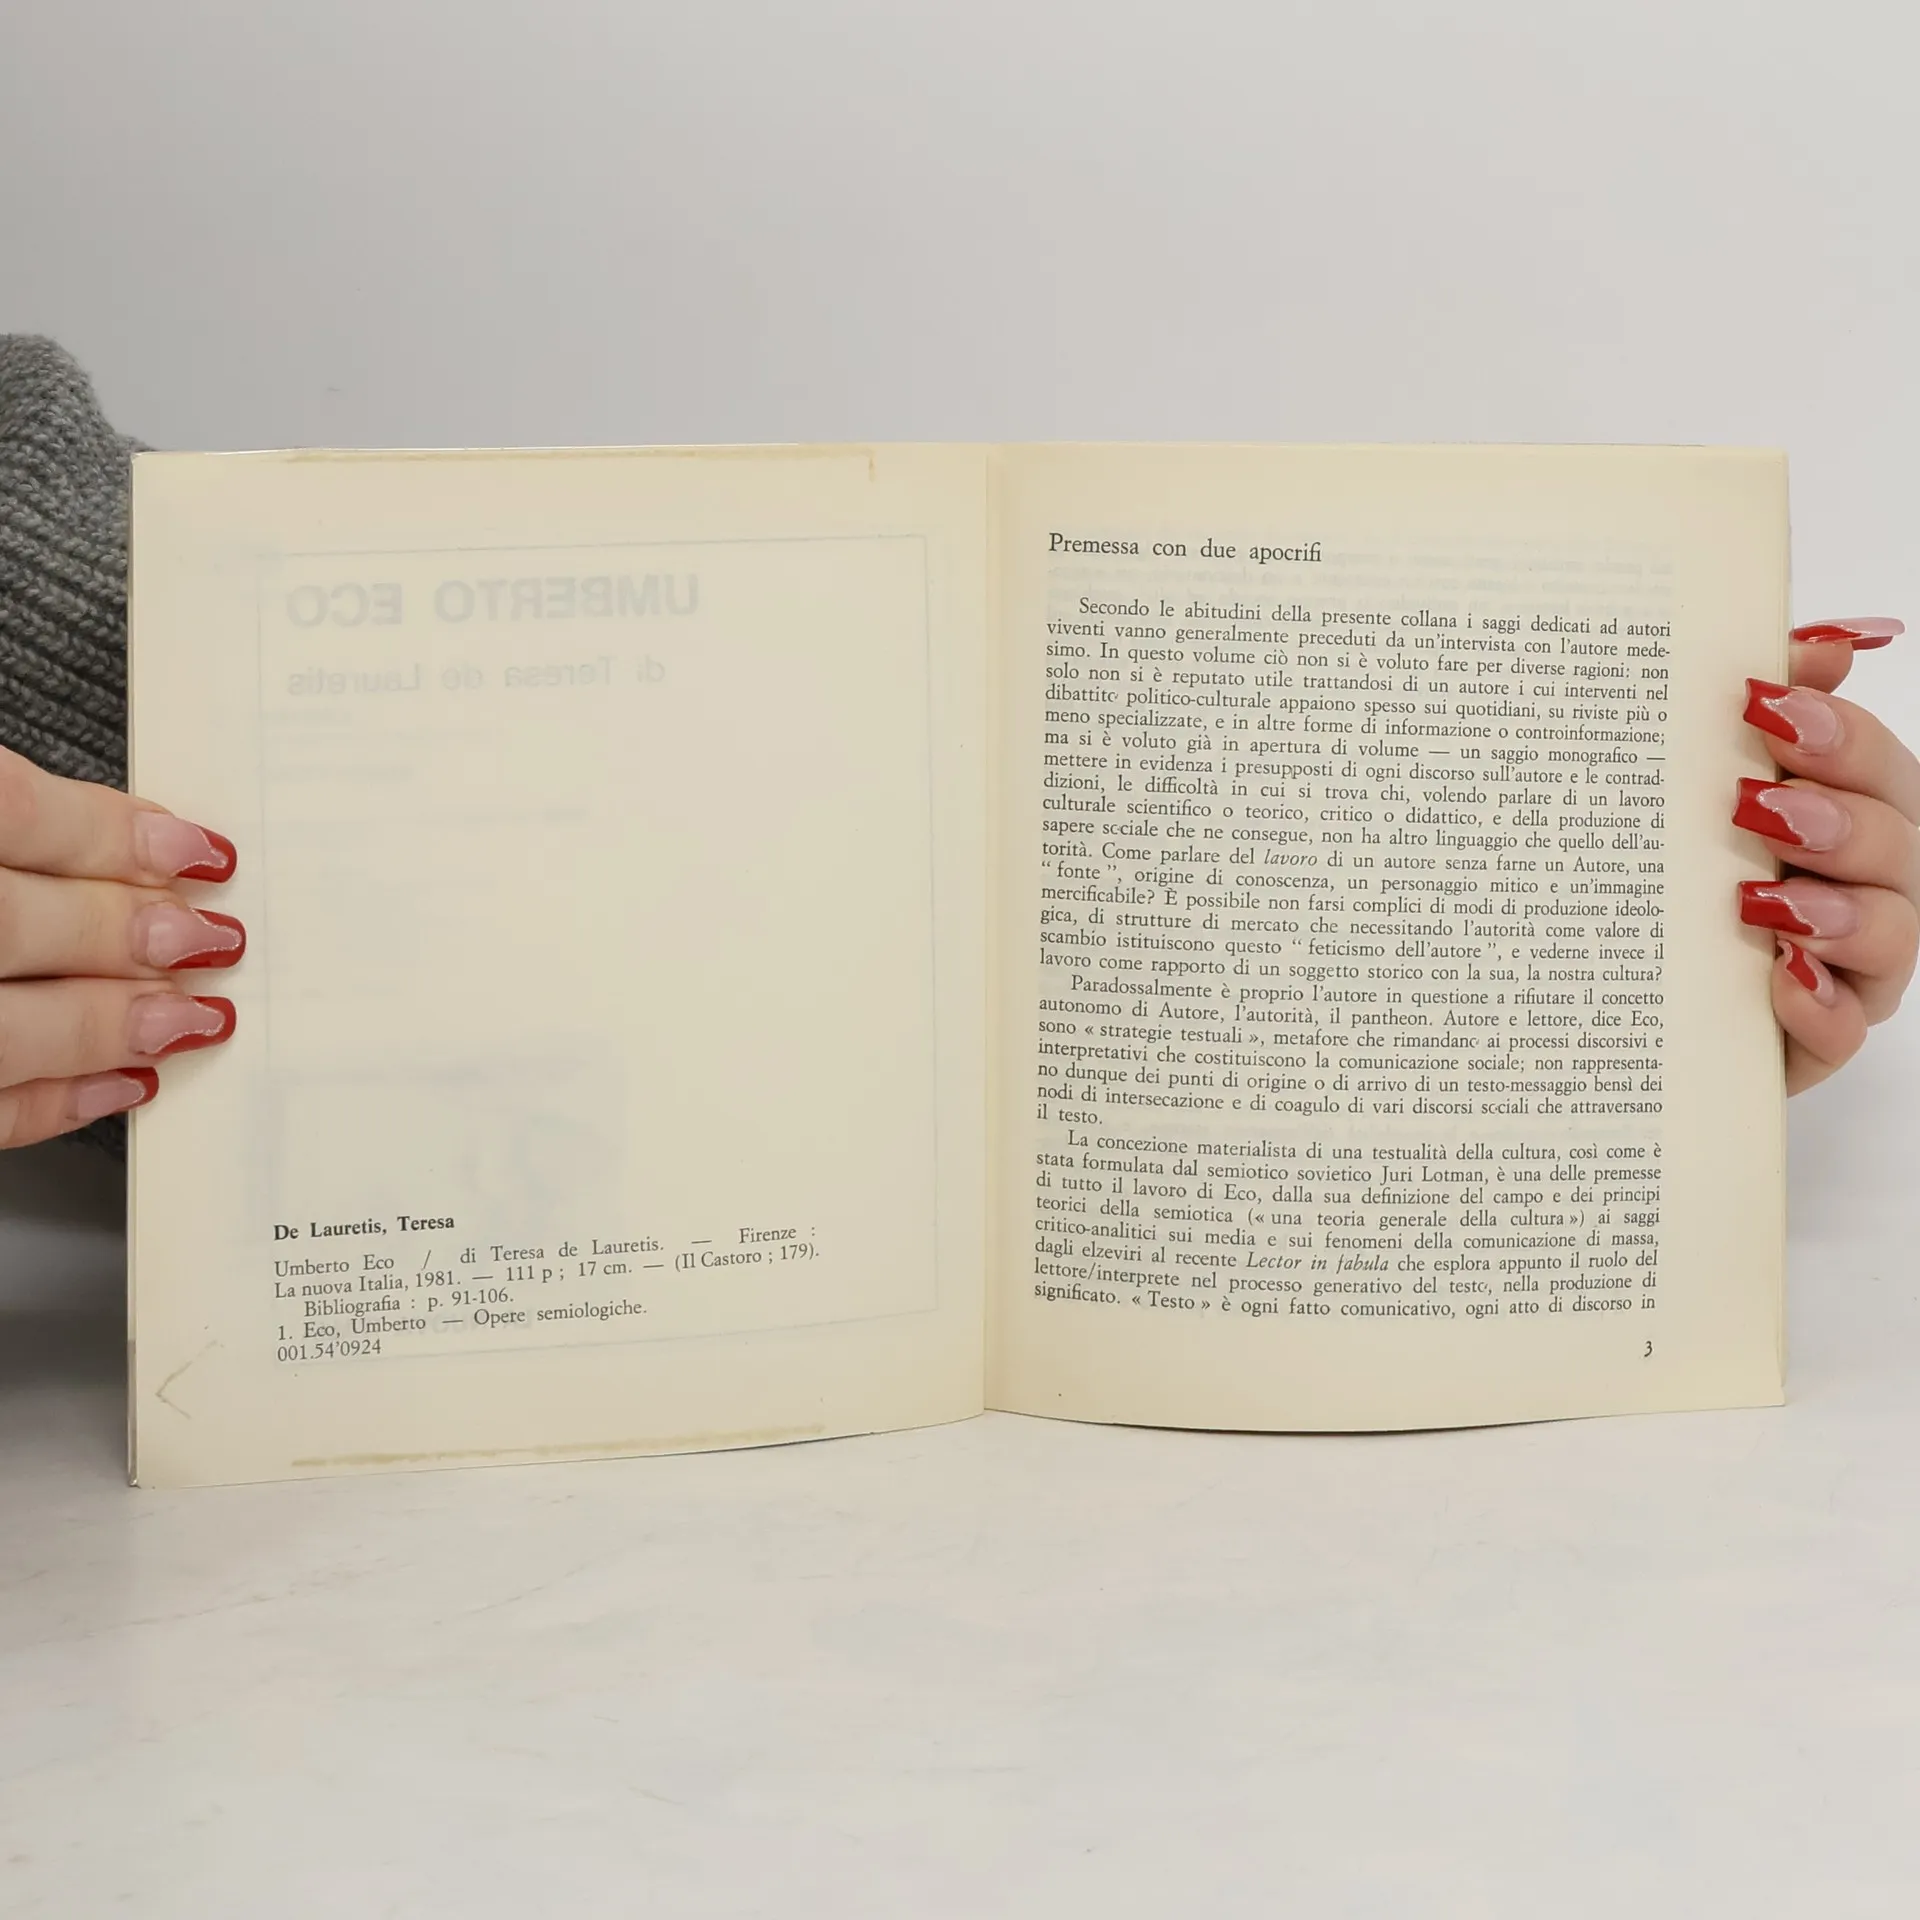 UMBERTO ECO
di Teresa de Lauretis
De Lauretis, Teresa
Umberto Eco / di Teresa de Lauretis. — Firenze :
La nuova Italia, 1981. — 111 p ; 17 cm. — (Il Castoro ; 179).
Bibliografia : p. 91-106.
1. Eco, Umberto — Opere semiologiche.
001.54'0924
Premessa con due apocrifi
Secondo le abitudini della presente collana i saggi dedicati ad autori
viventi vanno generalmente preceduti da un'intervista con l'autore mede-
simo. In questo volume ciò non si è voluto fare per diverse ragioni: non
solo non si è reputato utile trattandosi di un autore i cui interventi nel
dibattito politico-culturale appaiono spesso sui quotidiani, su riviste più o
meno specializzate, e in altre forme di informazione o controinformazione;
ma si è voluto già in apertura di volume — un saggio monografico —
mettere in evidenza i presupposti di ogni discorso sull'autore e le contrad-
dizioni, le difficoltà in cui si trova chi, volendo parlare di un lavoro
culturale scientifico o teorico, critico o didattico, e della produzione di
sapere sociale che ne consegue, non ha altro linguaggio che quello dell'au-
torità. Come parlare del lavoro di un autore senza farne un Autore, una
“ fonte ”, origine di conoscenza, un personaggio mitico e un'immagine
mercificabile? È possibile non farsi complici di modi di produzione ideolo-
gica, di strutture di mercato che necessitando l'autorità come valore di
scambio istituiscono questo “ feticismo dell'autore ”, e vederne invece il
lavoro come rapporto di un soggetto storico con la sua, la nostra cultura?
Paradossalmente è proprio l'autore in questione a rifiutare il concetto
autonomo di Autore, l'autorità, il pantheon. Autore e lettore, dice Eco,
sono « strategie testuali », metafore che rimandano ai processi discorsivi e
interpretativi che costituiscono la comunicazione sociale; non rappresenta-
no dunque dei punti di origine o di arrivo di un testo-messaggio bensì dei
nodi di intersecazione e di coagulo di vari discorsi sociali che attraversano
il testo.
La concezione materialista di una testualità della cultura, così come è
stata formulata dal semiotico sovietico Juri Lotman, è una delle premesse
di tutto il lavoro di Eco, dalla sua definizione del campo e dei principi
teorici della semiotica (« una teoria generale della cultura ») ai saggi
critico-analitici sui media e sui fenomeni della comunicazione di massa,
dagli elzeviri al recente Lector in fabula che esplora appunto il ruolo del
lettore/interprete nel processo generativo del testo, nella produzione di
significato. « Testo » è ogni fatto comunicativo, ogni atto di discorso in
3